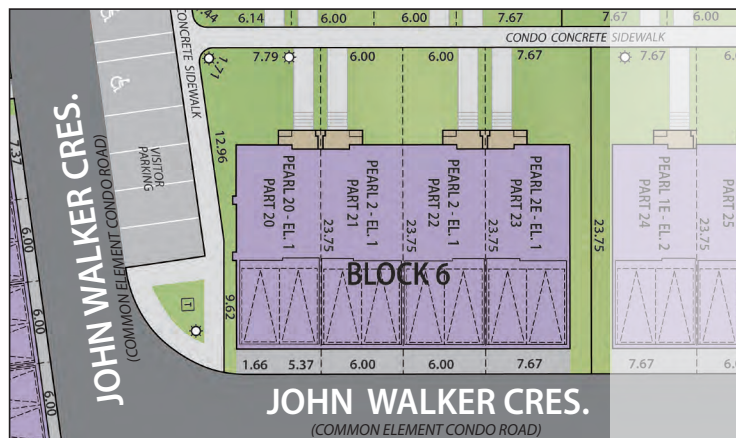 .44
6.14
6.00
6.00
7.67
7.67
6.00
CONDO CONCRETE SIDEWALK
CONCRETE SIDEWALK
7.71
7.79
6.00
6.00
7.67
7.67
12.96
VISITOR
PARKING
7.37
6.00
6.00
6.00
JOHN WALKER CRES.
(COMMON ELEMENT CONDO ROAD)
PEARL 20 - EL. 1
PART 20
23.75
PEARL 2 - EL. 1
PART 21
23.75
PEARL 2 - EL. 1
PART 22
23.75
PEARL 2E - EL. 1
PART 23
23.75
PEARL 1E - EL. 2
PART 24
PART 25
BLOCK 6
T
9.62
1.66
5.37
6.00
6.00
7.67
7.67
JOHN WALKER CRES.
(COMMON ELEMENT CONDO ROAD)